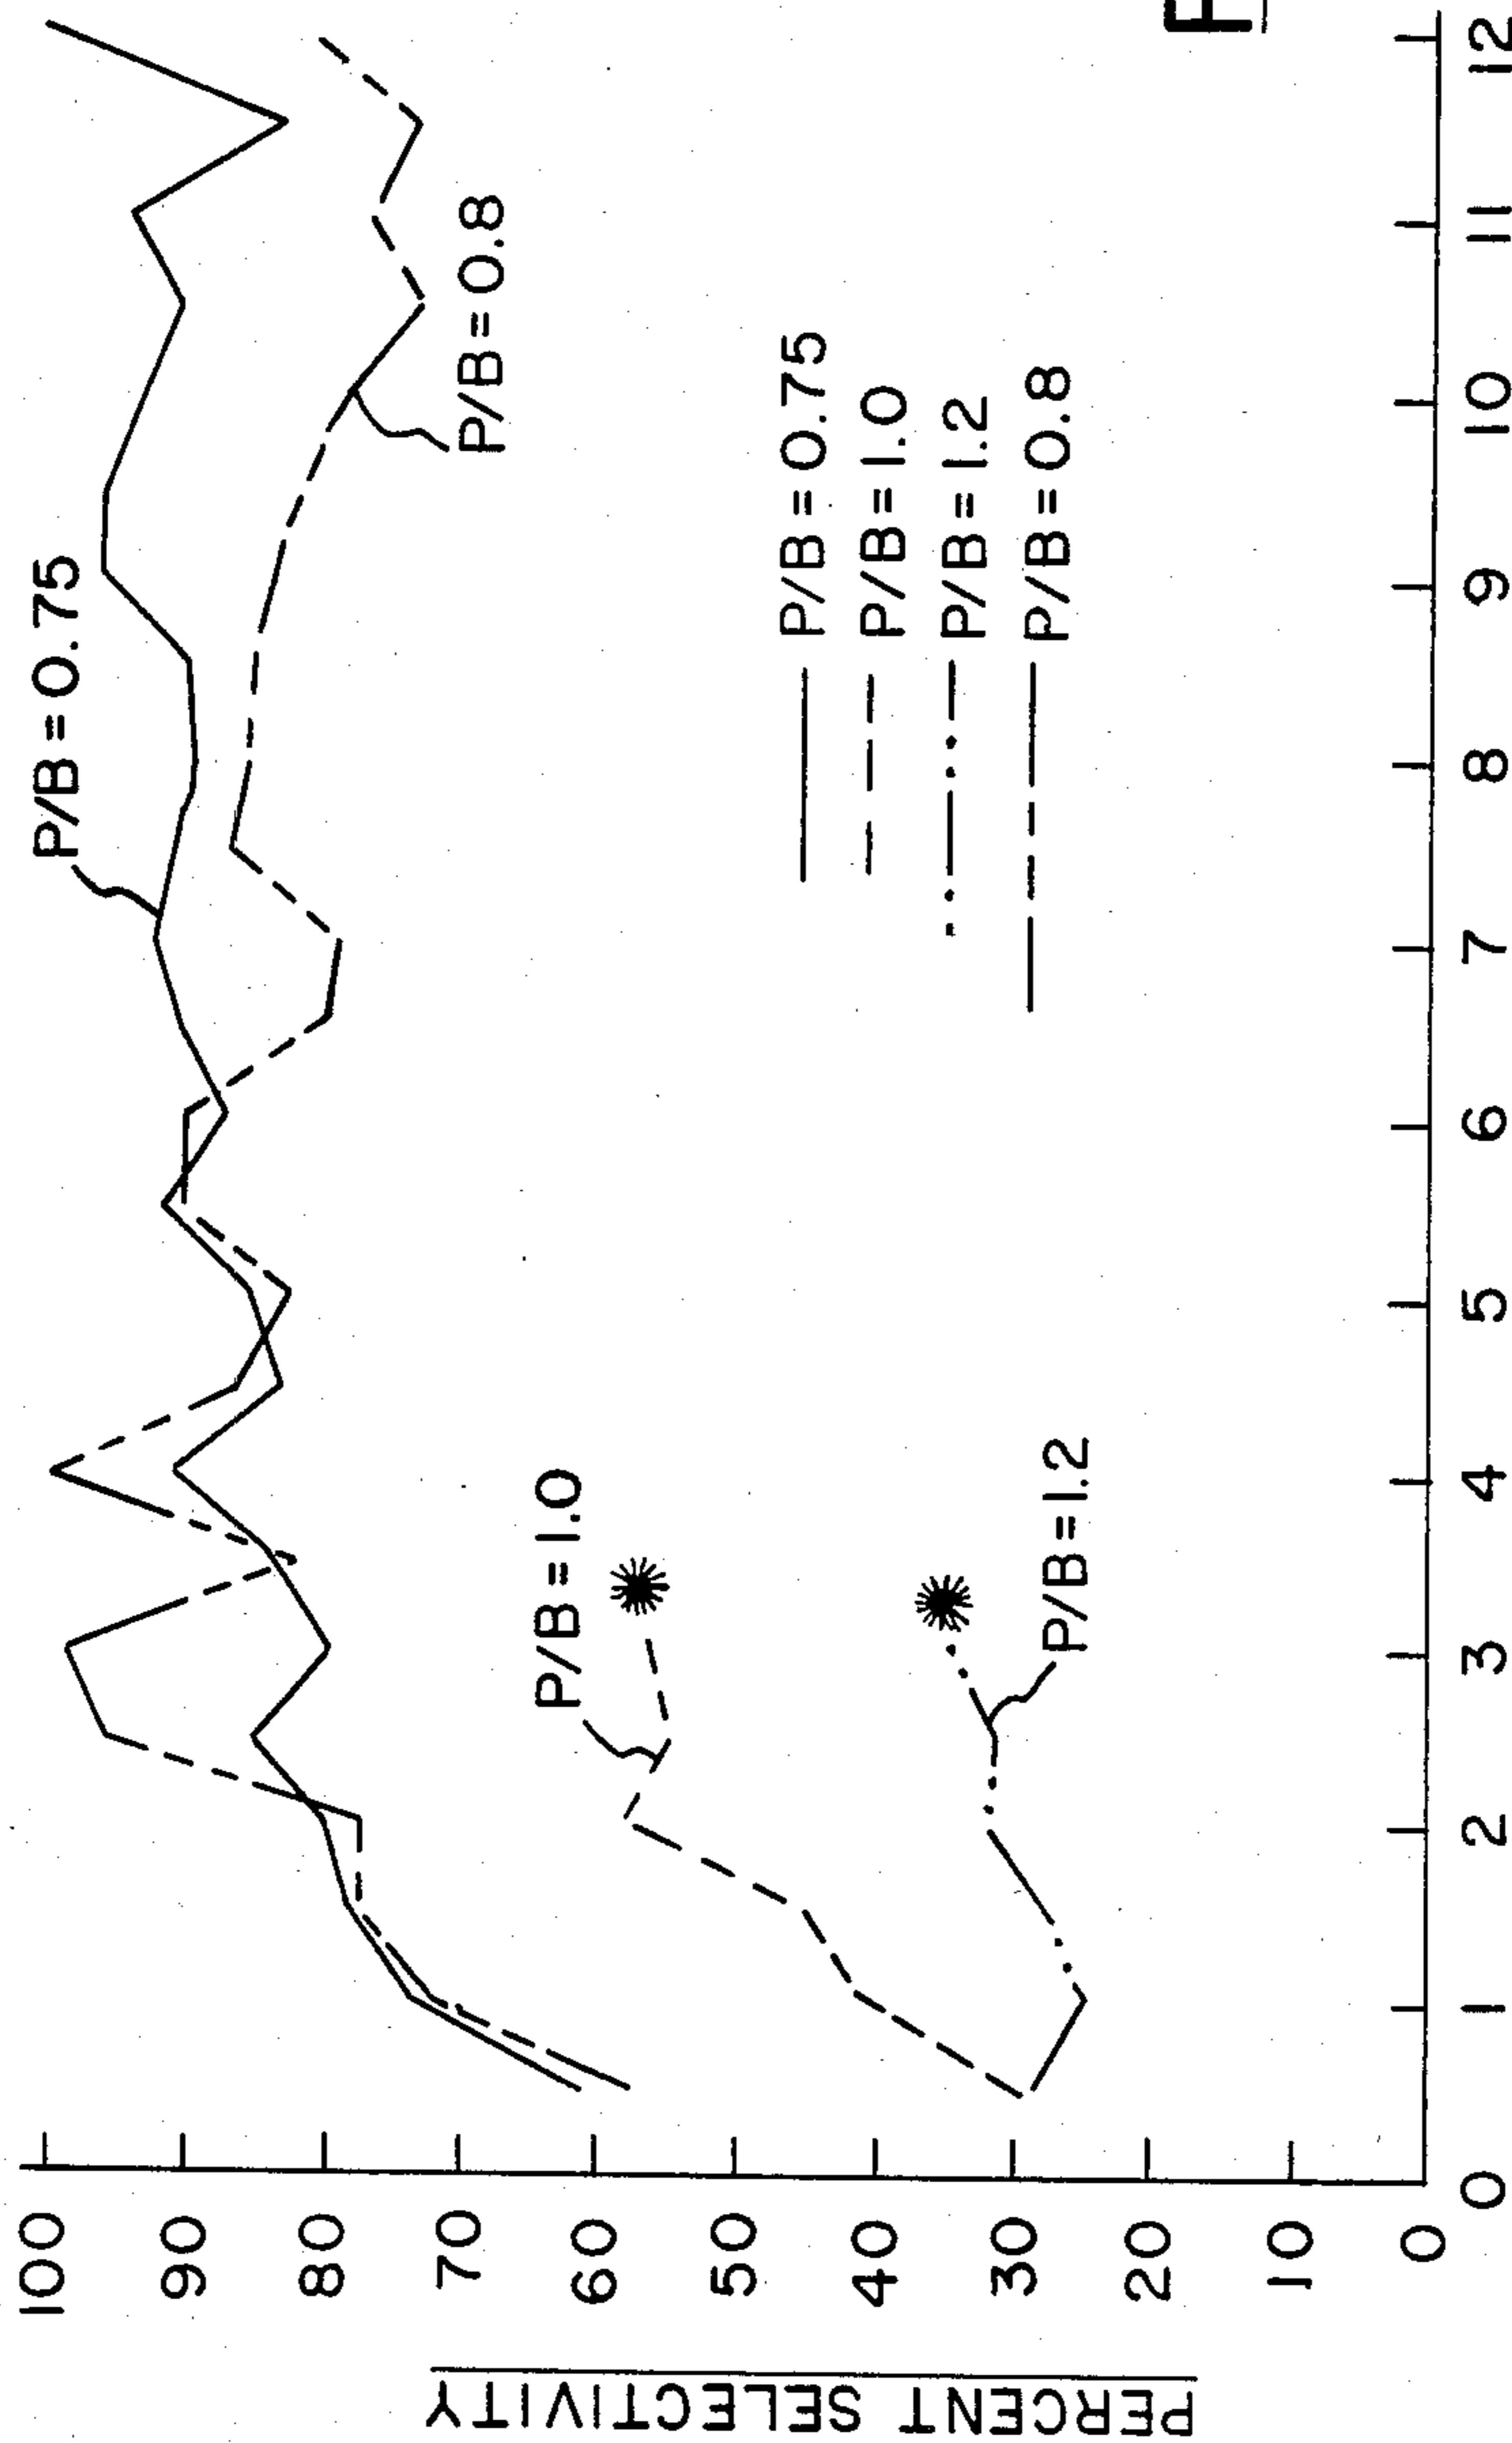 PERCENT SELECTIVITY
100
90
80
70
60
50
40
30
20
10
0
P/B = 0.75
P/B = 0.8
P/B = 1.0
P/B = 1.2
P/B = 0.75
P/B = 1.0
P/B = 1.2
P/B = 0.8
0 1 2 3 4 5 6 7 8 9 10 11 12